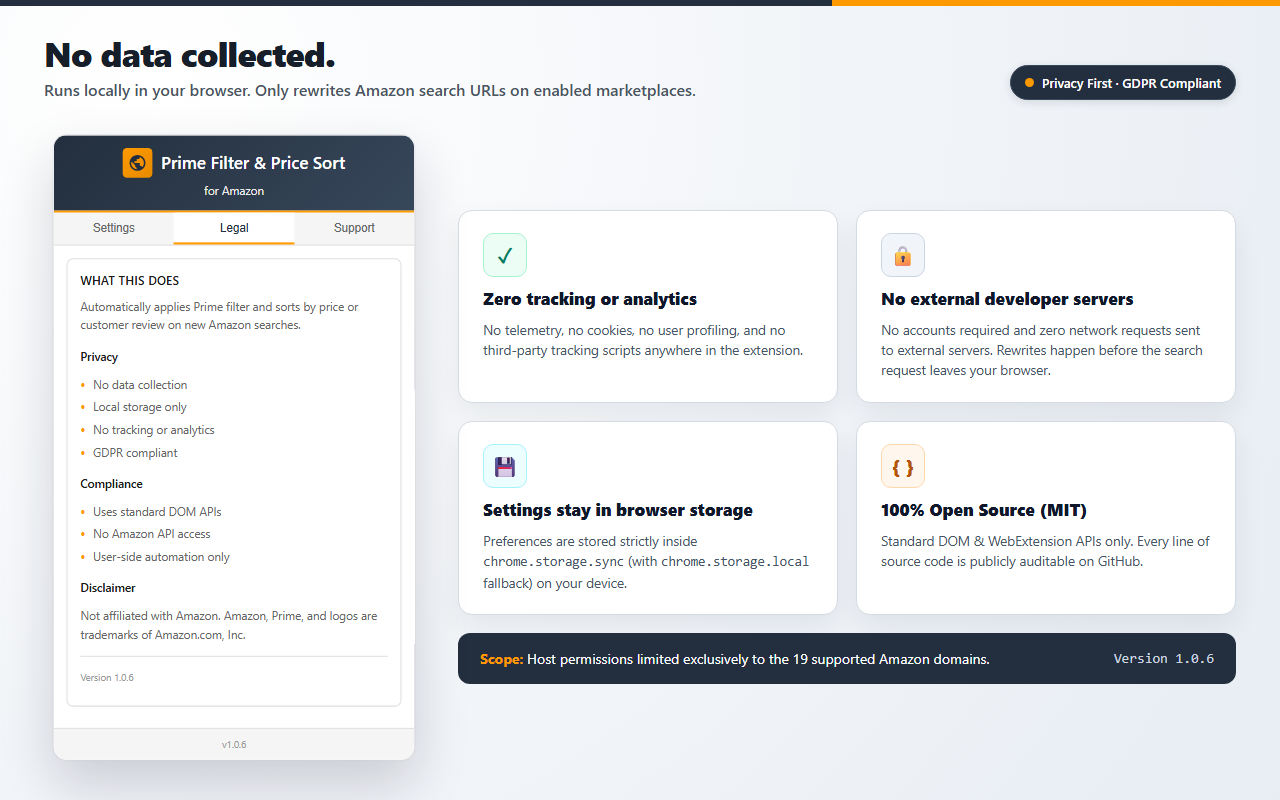 No data collected.
Runs locally in your browser. Only rewrites Amazon search URLs on enabled marketplaces.
Privacy First · GDPR Compliant
Prime Filter & Price Sort
for Amazon
Settings
Legal
Support
WHAT THIS DOES
Automatically applies Prime filter and sorts by price or
customer review on new Amazon searches.
Privacy
• No data collection
• Local storage only
• No tracking or analytics
• GDPR compliant
Compliance
• Uses standard DOM APIs
• No Amazon API access
• User-side automation only
Disclaimer
Not affiliated with Amazon. Amazon, Prime, and logos are
trademarks of Amazon.com, Inc.
Version 1.0.6
v1.0.6
✓
Zero tracking or analytics
No telemetry, no cookies, no user profiling, and no
third-party tracking scripts anywhere in the extension.
No external developer servers
No accounts required and zero network requests sent
to external servers. Rewrites happen before the search
request leaves your browser.
Settings stay in browser storage
Preferences are stored strictly inside
chrome.storage.sync (with chrome.storage.local
fallback) on your device.
{ }
100% Open Source (MIT)
Standard DOM & WebExtension APIs only. Every line of
source code is publicly auditable on GitHub.
Scope: Host permissions limited exclusively to the 19 supported Amazon domains.
Version 1.0.6